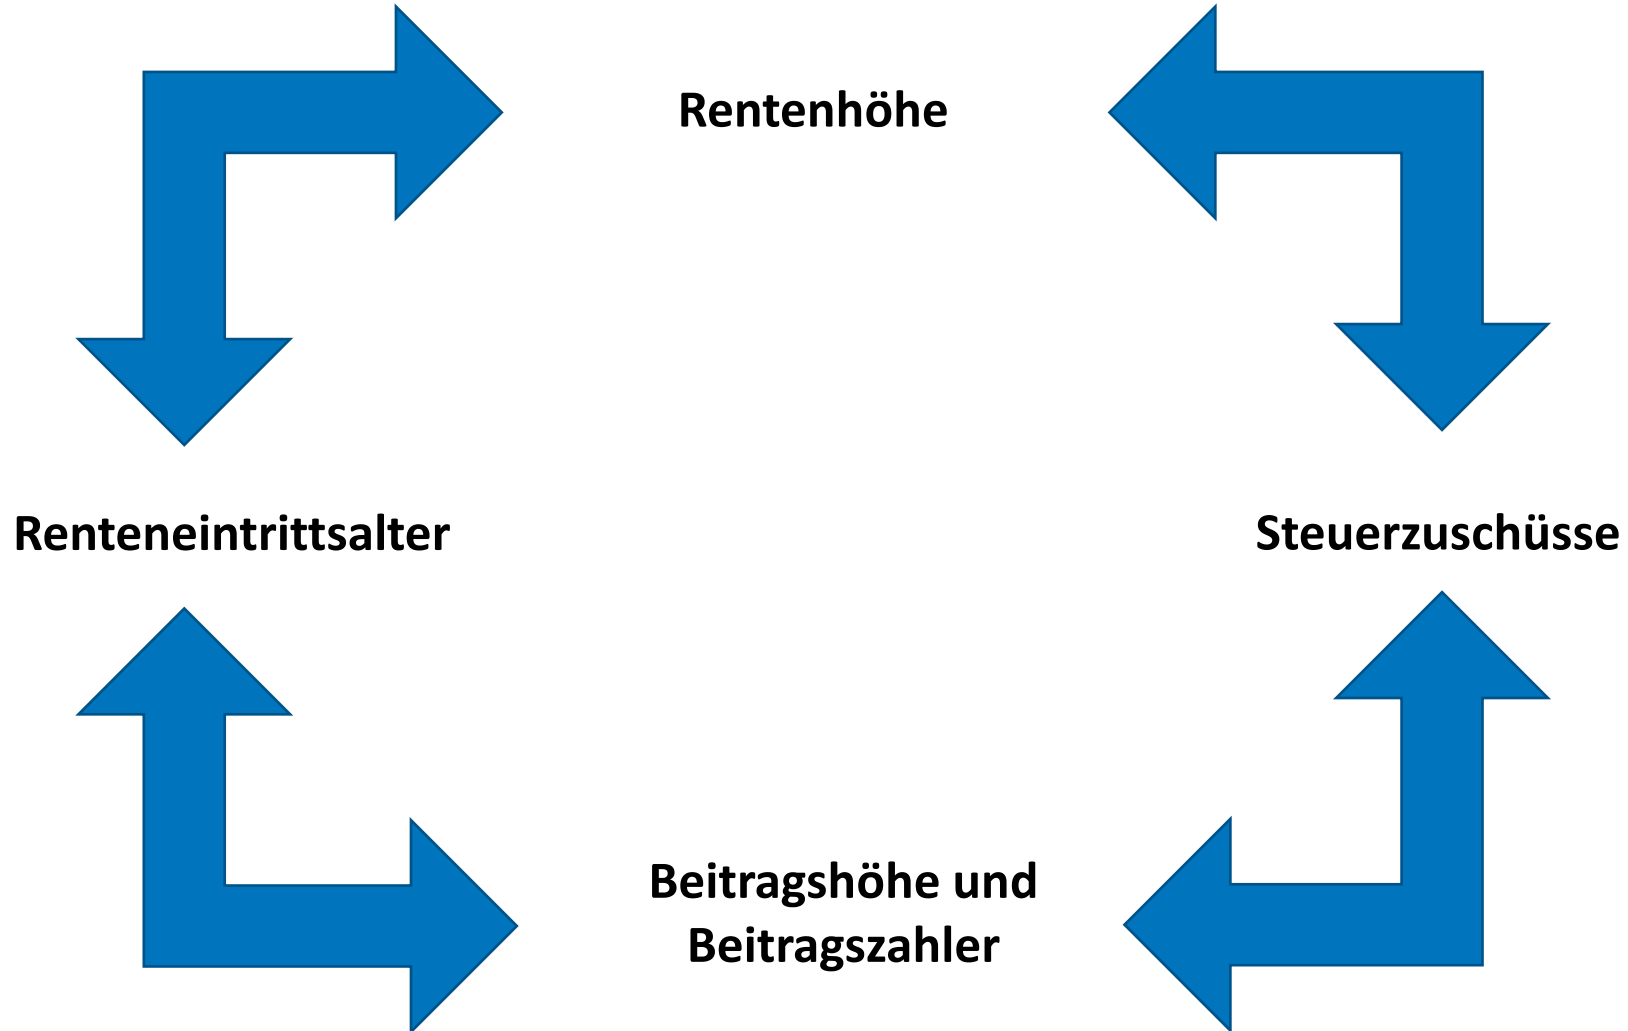 Rentenhöhe
Renteneintrittsalter
Steuerzuschüsse
Beitragshöhe und
Beitragszahler